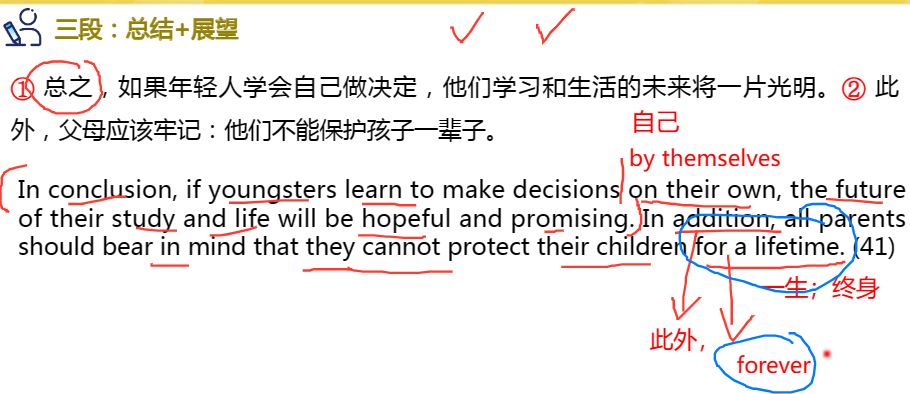 三段：总结+展望
① 总之，如果年轻人学会自己做决定，他们学习和生活的未来将一片光明。② 此
外，父母应该牢记：他们不能保护孩子一辈子。
自己
by themselves
In conclusion, if youngsters learn to make decisions on their own, the future
of their study and life will be hopeful and promising. In addition, all parents
should bear in mind that they cannot protect their children for a lifetime. (41)
一生；终身
此外，
forever